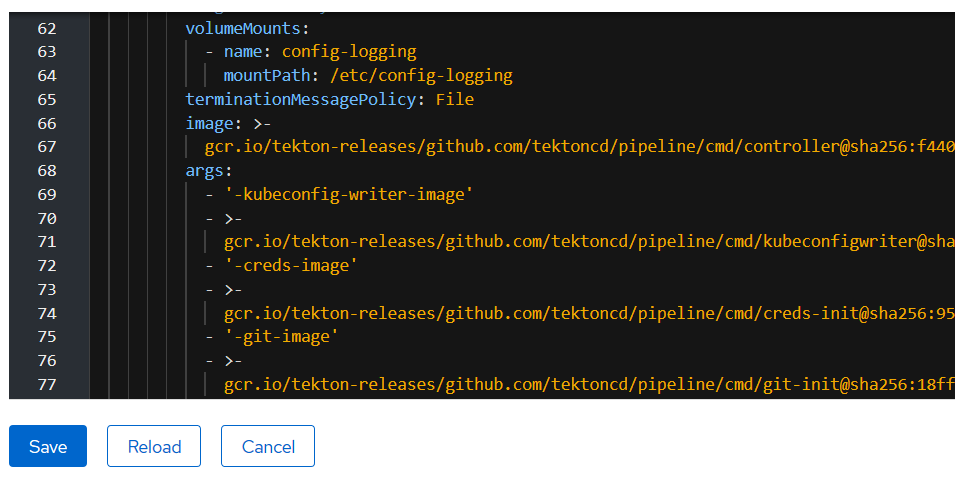 62 volumeMounts:
63 - name: config-logging
64 mountPath: /etc/config-logging
65 terminationMessagePolicy: File
66 image: >-
67 gcr.io/tekton-releases/github.com/tektoncd/pipeline/cmd/controller@sha256:f440
68 args:
69 - '-kubeconfig-writer-image'
70 - >-
71 gcr.io/tekton-releases/github.com/tektoncd/pipeline/cmd/kubeconfigwriter@sha
72 - '-creds-image'
73 - >-
74 gcr.io/tekton-releases/github.com/tektoncd/pipeline/cmd/creds-init@sha256:95
75 - '-git-image'
76 - >-
77 gcr.io/tekton-releases/github.com/tektoncd/pipeline/cmd/git-init@sha256:18ff
Save Reload Cancel